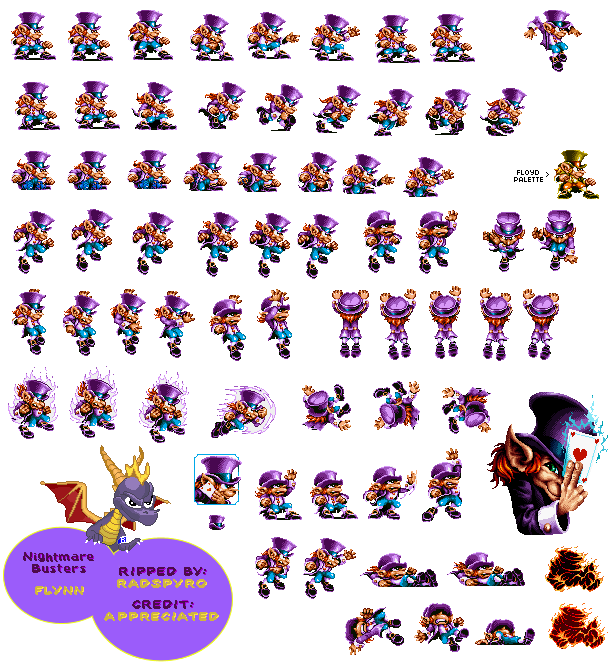 FLOYD
PALETTE >
Nightmare
Busters
FLYNN
RIPPED BY:
RADSPYRO
CREDIT:
APPRECIATED